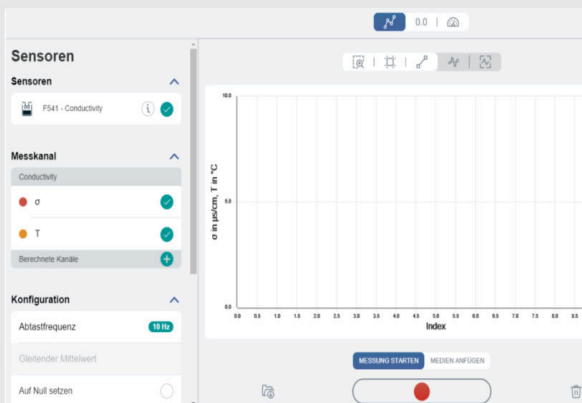 0.0
Sensoren
Sensoren
F541 - Conductivity
i
Messkanal
Conductivity
σ
T
Berechnete Kanäle
Konfiguration
Abtastfrequenz
10 Hz
Gleitender Mittelwert
Auf Null setzen
σ in µs/cm, T in °C
10.0
5.0
0.0
0.0 0.5 1.0 1.5 2.0 2.5 3.0 3.5 4.0 4.5 5.0 5.5 6.0 6.5 7.0 7.5 8.0 8.5
Index
MESSUNG STARTEN MEDIEN ANFÜGEN